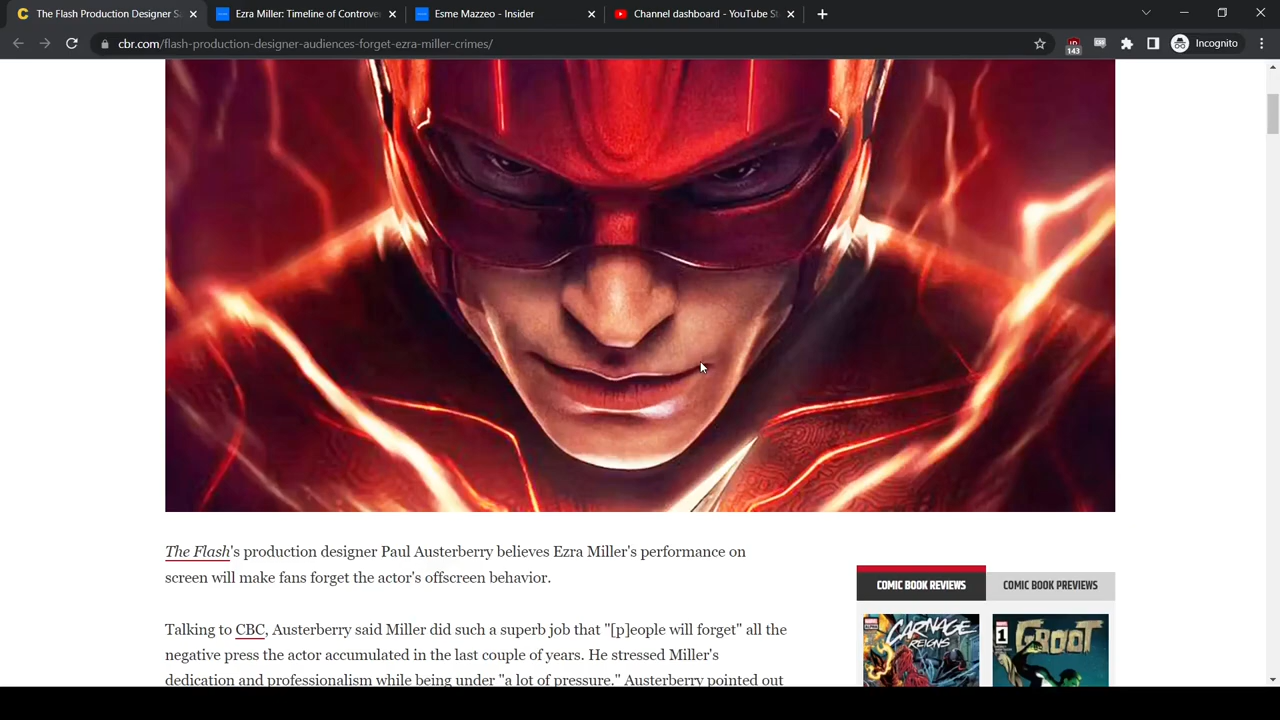 The Flash Production Designer S
Ezra Miller: Timeline of Controve
Esme Mazzeo - Insider
Channel dashboard - YouTube St
cbr.com/flash-production-designer-audiences-forget-ezra-miller-crimes/
143
Incognito
The Flash's production designer Paul Austerberry believes Ezra Miller's performance on
screen will make fans forget the actor's offscreen behavior.
Talking to CBC, Austerberry said Miller did such a superb job that "[p]eople will forget" all the
negative press the actor accumulated in the last couple of years. He stressed Miller's
dedication and professionalism while being under "a lot of pressure." Austerberry pointed out
COMIC BOOK REVIEWS
COMIC BOOK PREVIEWS
CARNAGE
REIGNS
1
GROOT